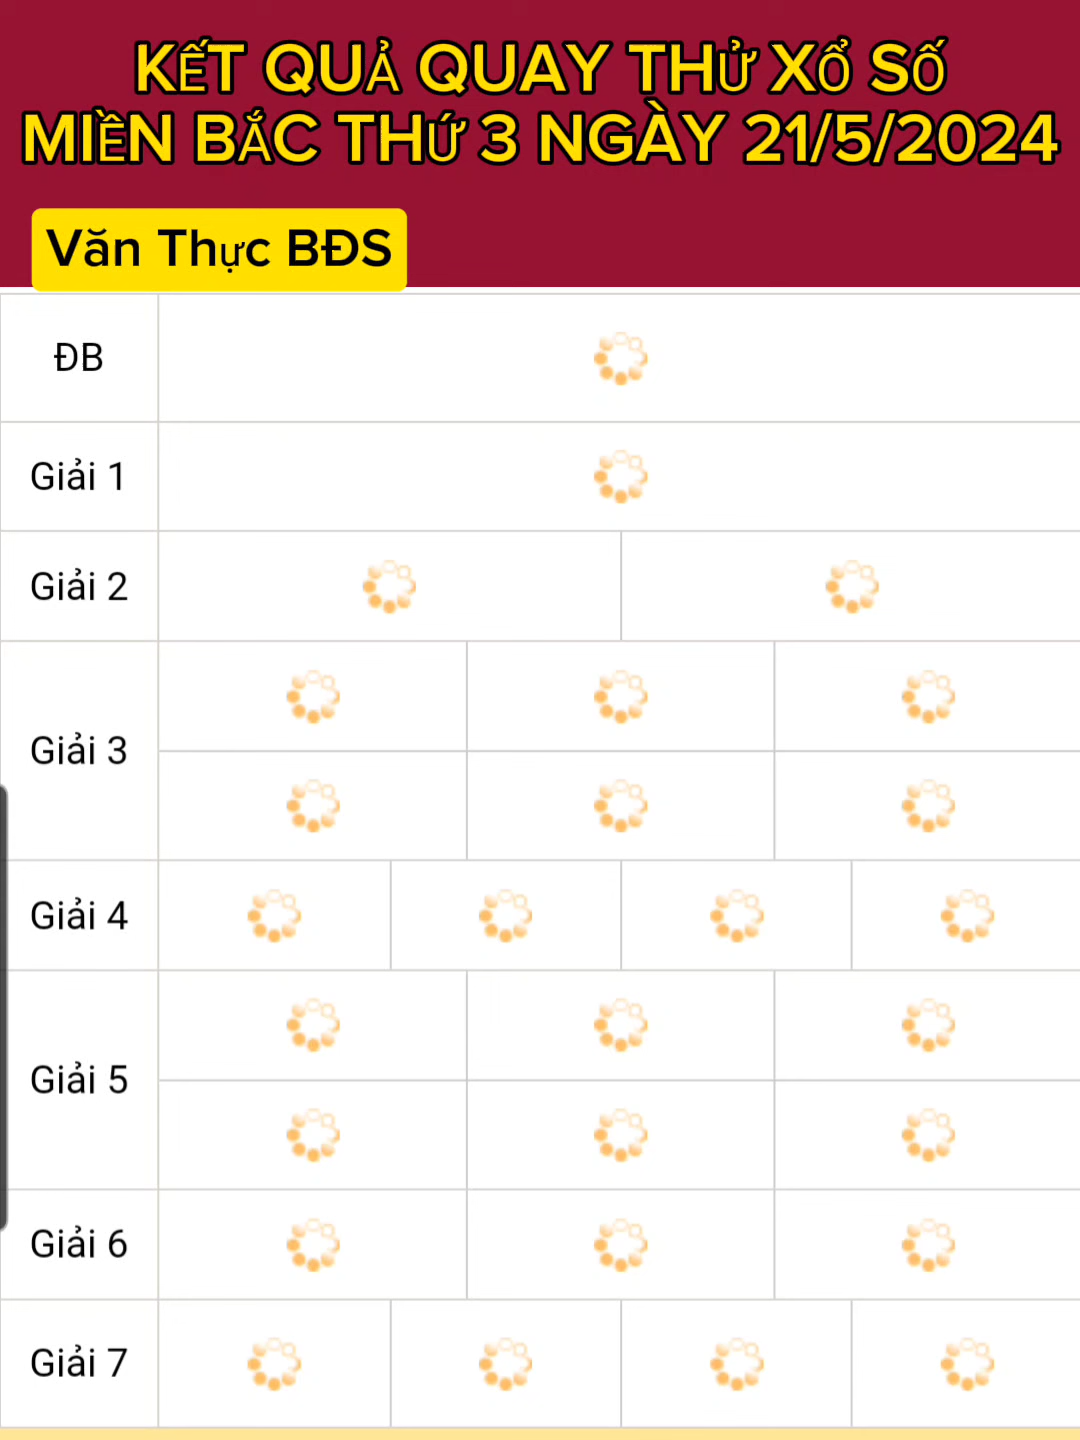 KẾT QUẢ QUAY THỬ XỔ SỐ
MIỀN BẮC THỨ 3 NGÀY 21/5/2024
Văn Thực BĐS
ĐB
Giải 1
Giải 2
Giải 3
Giải 4
Giải 5
Giải 6
Giải 7